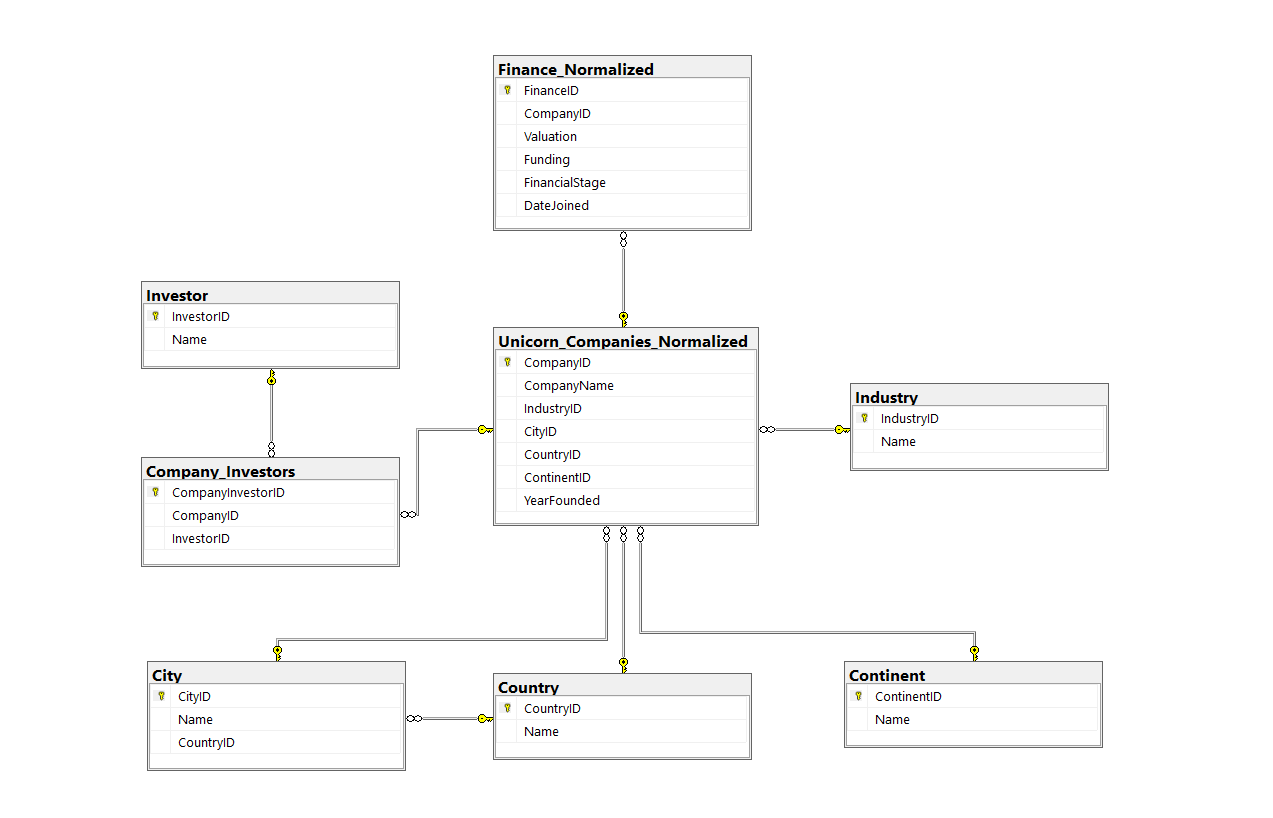 Finance_Normalized
FinanceID
CompanyID
Valuation
Funding
FinancialStage
DateJoined
Investor
InvestorID
Name
Unicorn_Companies_Normalized
CompanyID
CompanyName
IndustryID
CityID
CountryID
ContinentID
YearFounded
Industry
IndustryID
Name
Company_Investors
CompanyInvestorID
CompanyID
InvestorID
City
CityID
Name
CountryID
Country
CountryID
Name
Continent
ContinentID
Name